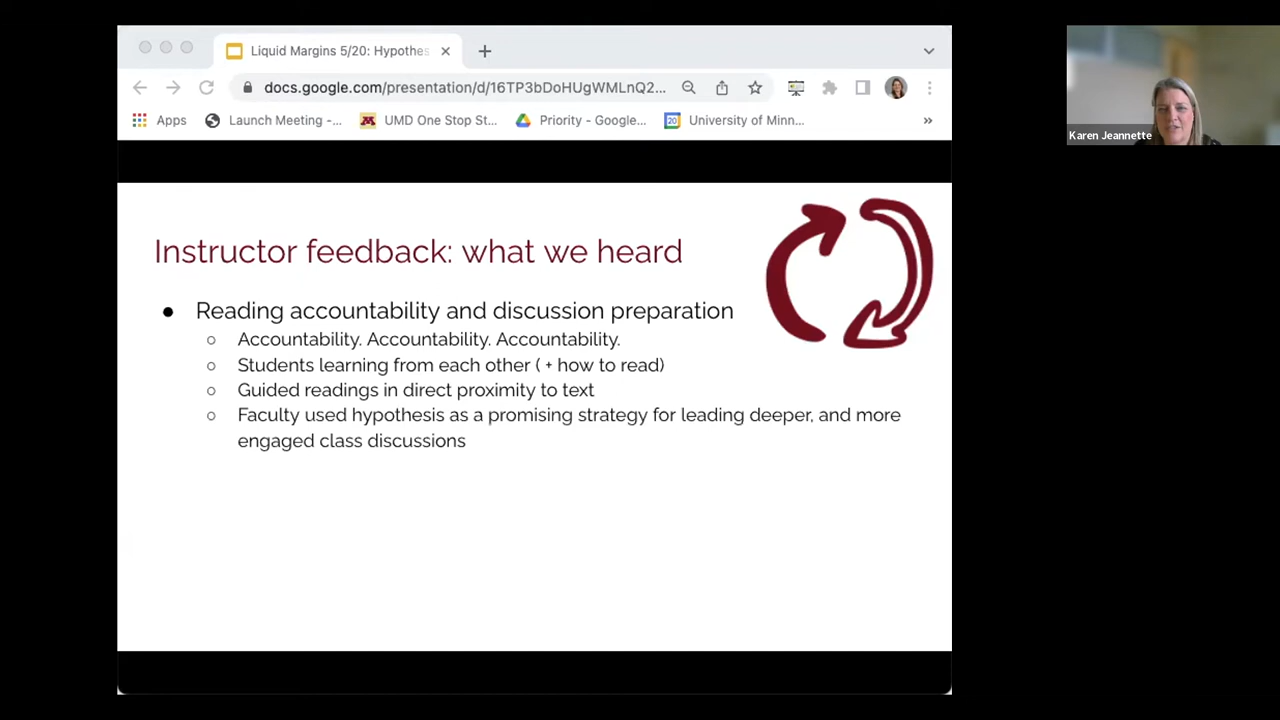 Liquid Margins 5/20: Hypothes
docs.google.com/presentation/d/16TP3bDoHUgWMLnQ2...
Apps
Launch Meeting -...
UMD One Stop St...
Priority - Google...
20
University of Minn...
»
Karen Jeannette
Instructor feedback: what we heard
● Reading accountability and discussion preparation
○ Accountability. Accountability. Accountability.
○ Students learning from each other ( + how to read)
○ Guided readings in direct proximity to text
○ Faculty used hypothesis as a promising strategy for leading deeper, and more
engaged class discussions